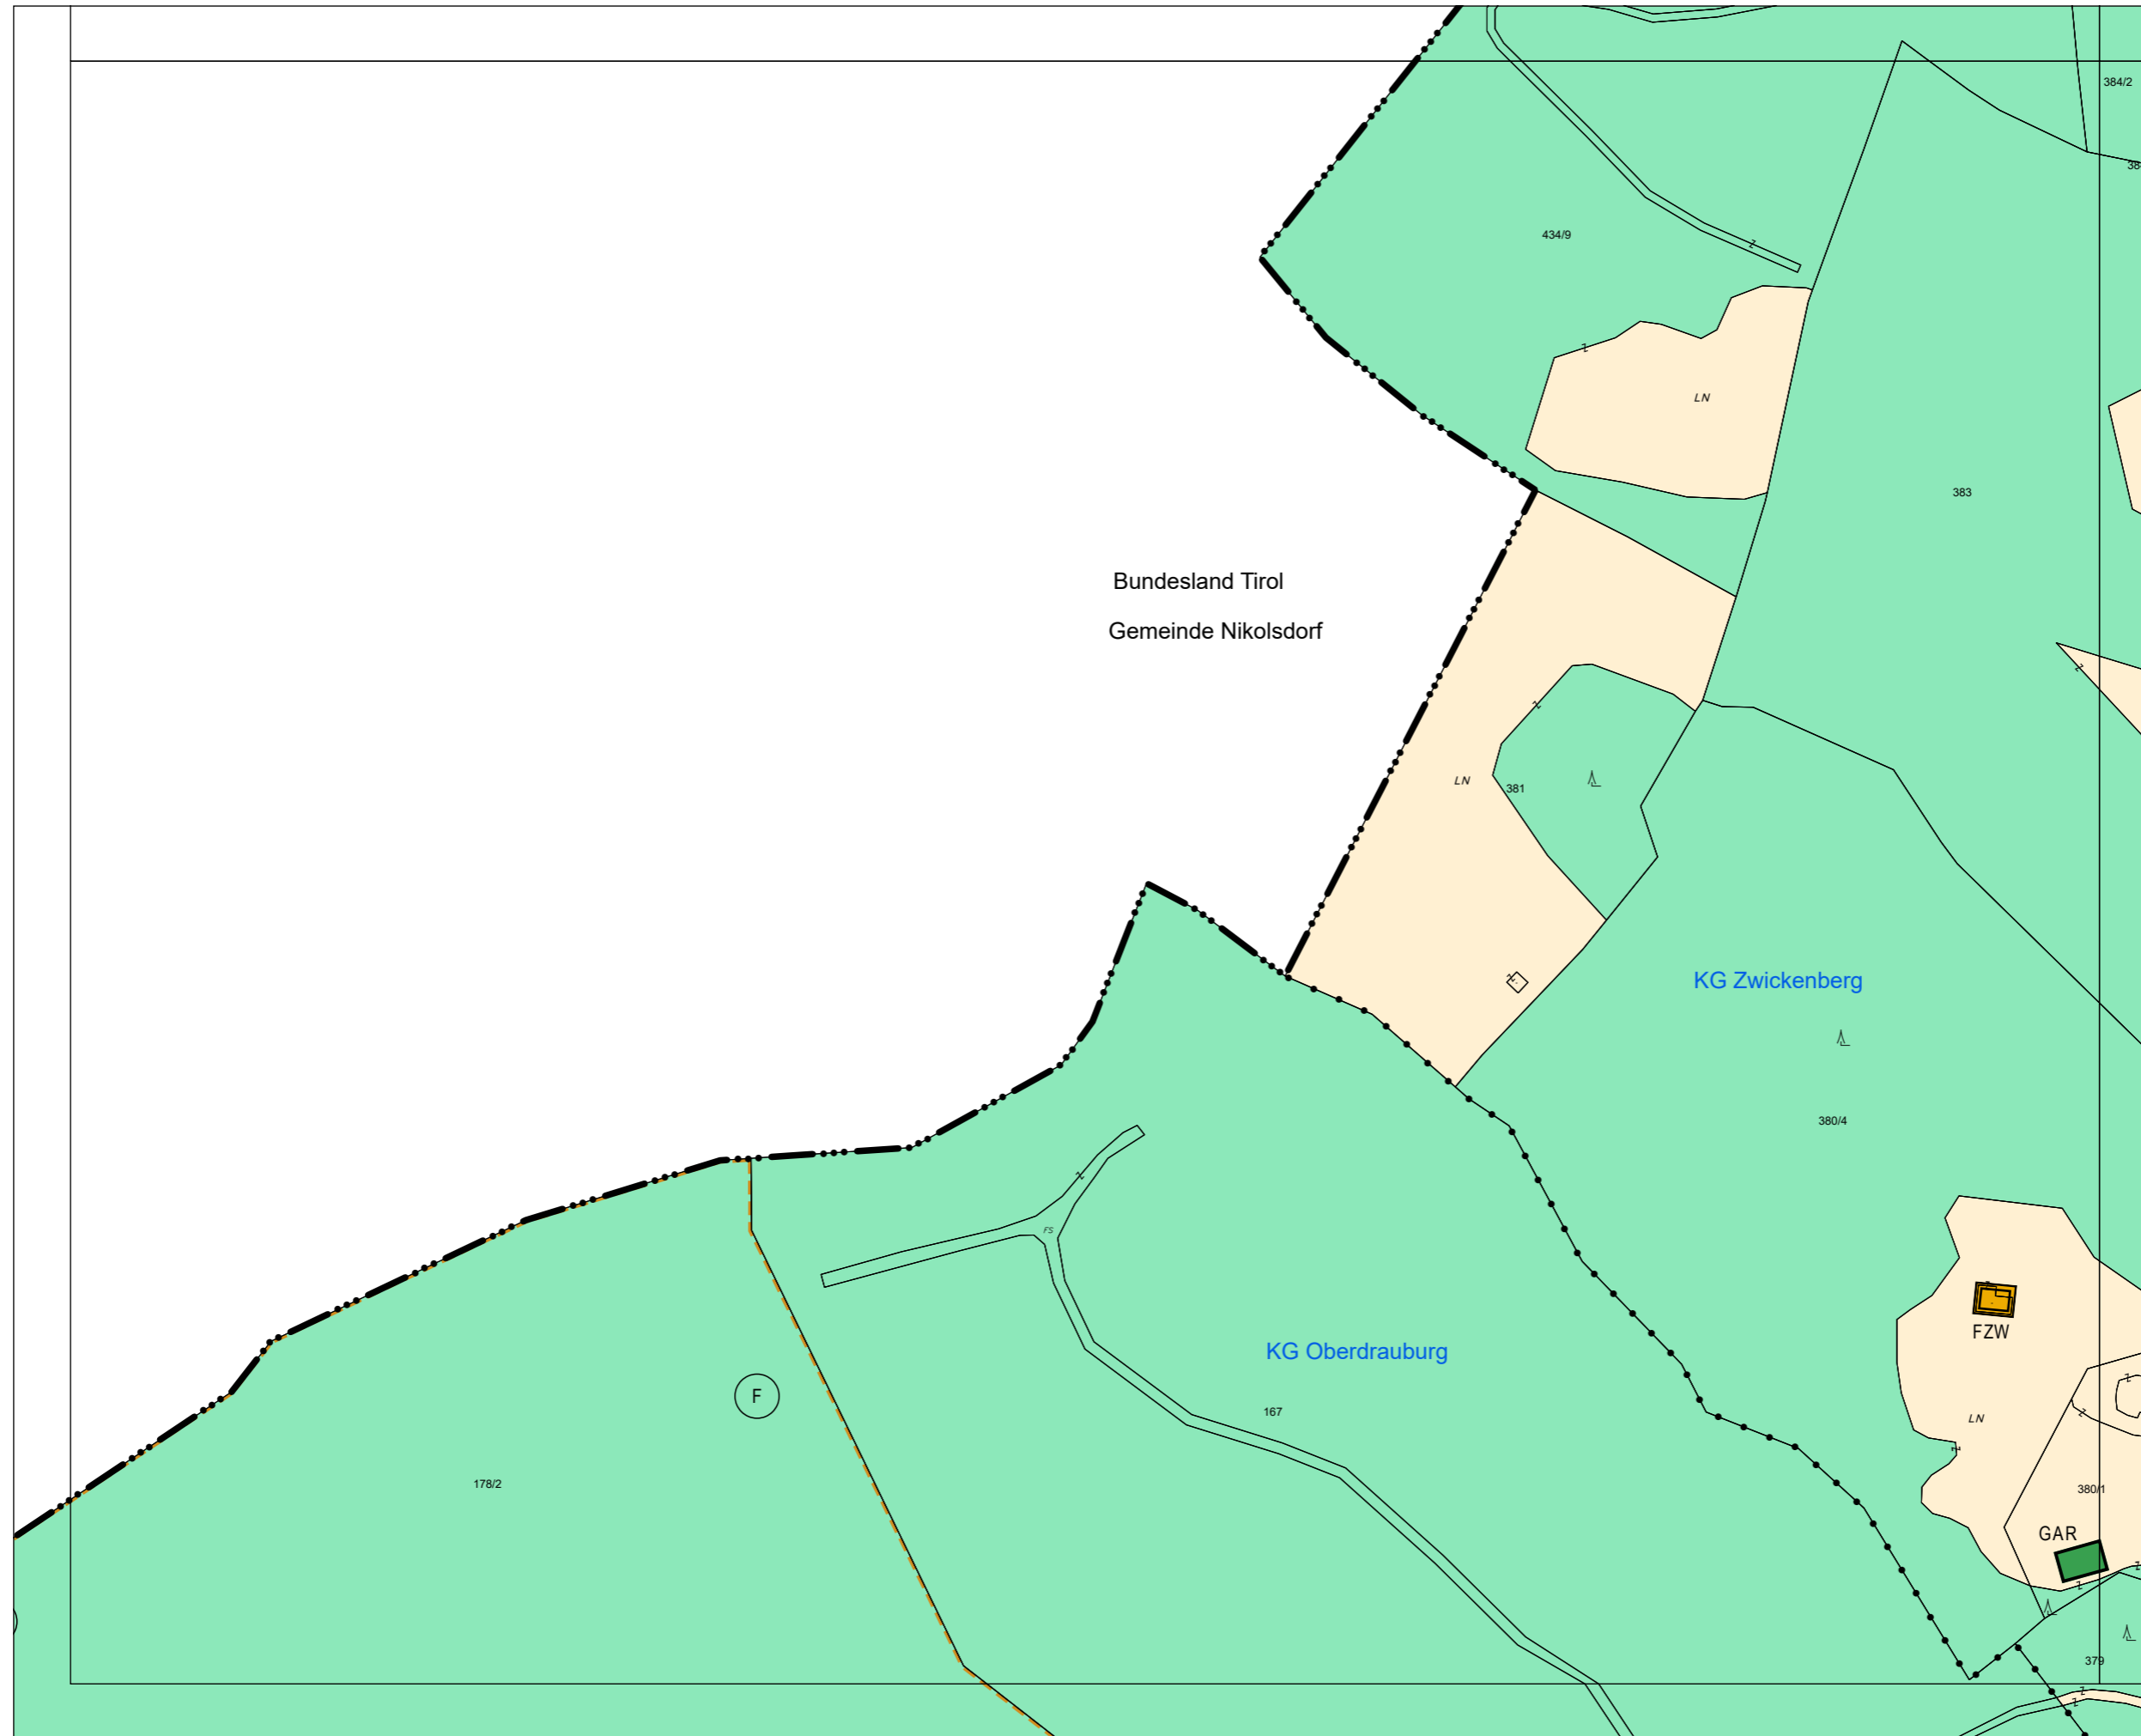 384/2
38
434/9
LN
383
Bundesland Tirol
Gemeinde Nikolsdorf
LN
381
KG Zwickenberg
380/4
FS
FZW
KG Oberdrauburg
F
167
LN
178/2
380/1
GAR
379